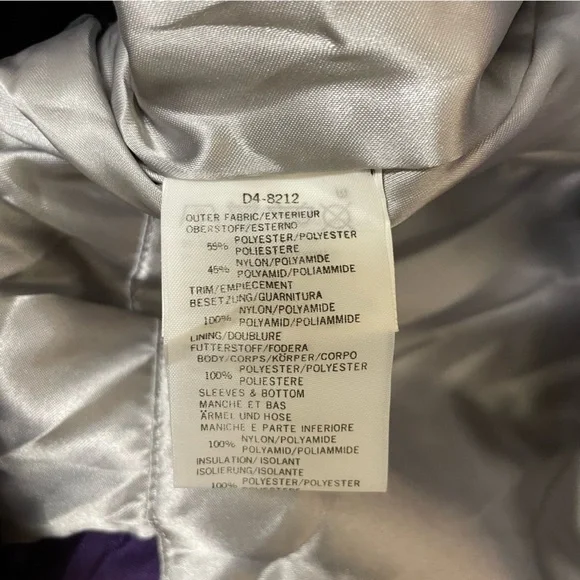 D4-8212
OUTER FABRIC/EXTERIEUR
OBERSTOFF/ESTERNO
55% POLYESTER/POLYESTER
POLIESTERE
45% NYLON/POLYAMIDE
POLYAMID/POLIAMMIDE
TRIM/EMPIECEMENT
BESETZUNG/GUARNITURA
100% NYLON/POLYAMIDE
POLYAMID/POLIAMMIDE
LINING/DOUBLURE
FUTTERSTOFF/FODERA
BODY/CORPS/KÖRPER/CORPO
100% POLYESTER/POLYESTER
POLIESTERE
SLEEVES & BOTTOM
MANCHE ET BAS
ÄRMEL UND HOSE
MANICHE E PARTE INFERIORE
100% NYLON/POLYAMIDE
POLYAMID/POLIAMMIDE
INSULATION/ISOLANT
ISOLIERUNG/ISOLANTE
100% POLYESTER/POLYESTER
POLIESTERE